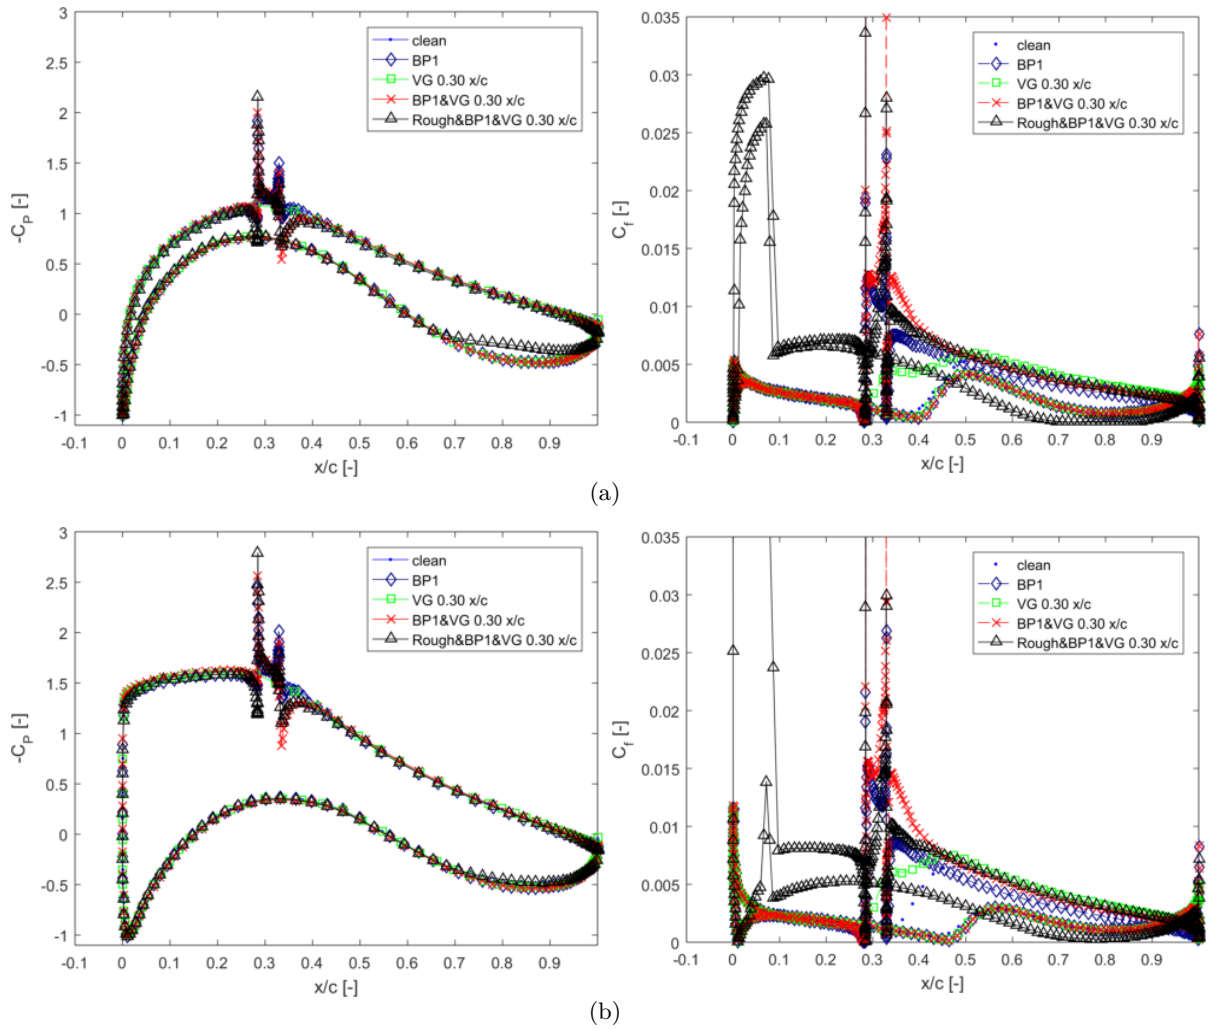 3
2.5
2
1.5
1
0.5
0
-0.5
-1
-C_P [-]
-0.1 0 0.1 0.2 0.3 0.4 0.5 0.6 0.7 0.8 0.9
x/c [-]
clean
BP1
VG 0.30 x/c
BP1&VG 0.30 x/c
Rough&BP1&VG 0.30 x/c
0.035
0.03
0.025
0.02
0.015
0.01
0.005
0
C_f [-]
-0.1 0 0.1 0.2 0.3 0.4 0.5 0.6 0.7 0.8 0.9
x/c [-]
clean
BP1
VG 0.30 x/c
BP1&VG 0.30 x/c
Rough&BP1&VG 0.30 x/c
(a)
3
2.5
2
1.5
1
0.5
0
-0.5
-1
-C_P [-]
-0.1 0 0.1 0.2 0.3 0.4 0.5 0.6 0.7 0.8 0.9
x/c [-]
clean
BP1
VG 0.30 x/c
BP1&VG 0.30 x/c
Rough&BP1&VG 0.30 x/c
0.035
0.03
0.025
0.02
0.015
0.01
0.005
0
C_f [-]
-0.1 0 0.1 0.2 0.3 0.4 0.5 0.6 0.7 0.8 0.9
x/c [-]
clean
BP1
VG 0.30 x/c
BP1&VG 0.30 x/c
Rough&BP1&VG 0.30 x/c
(b)